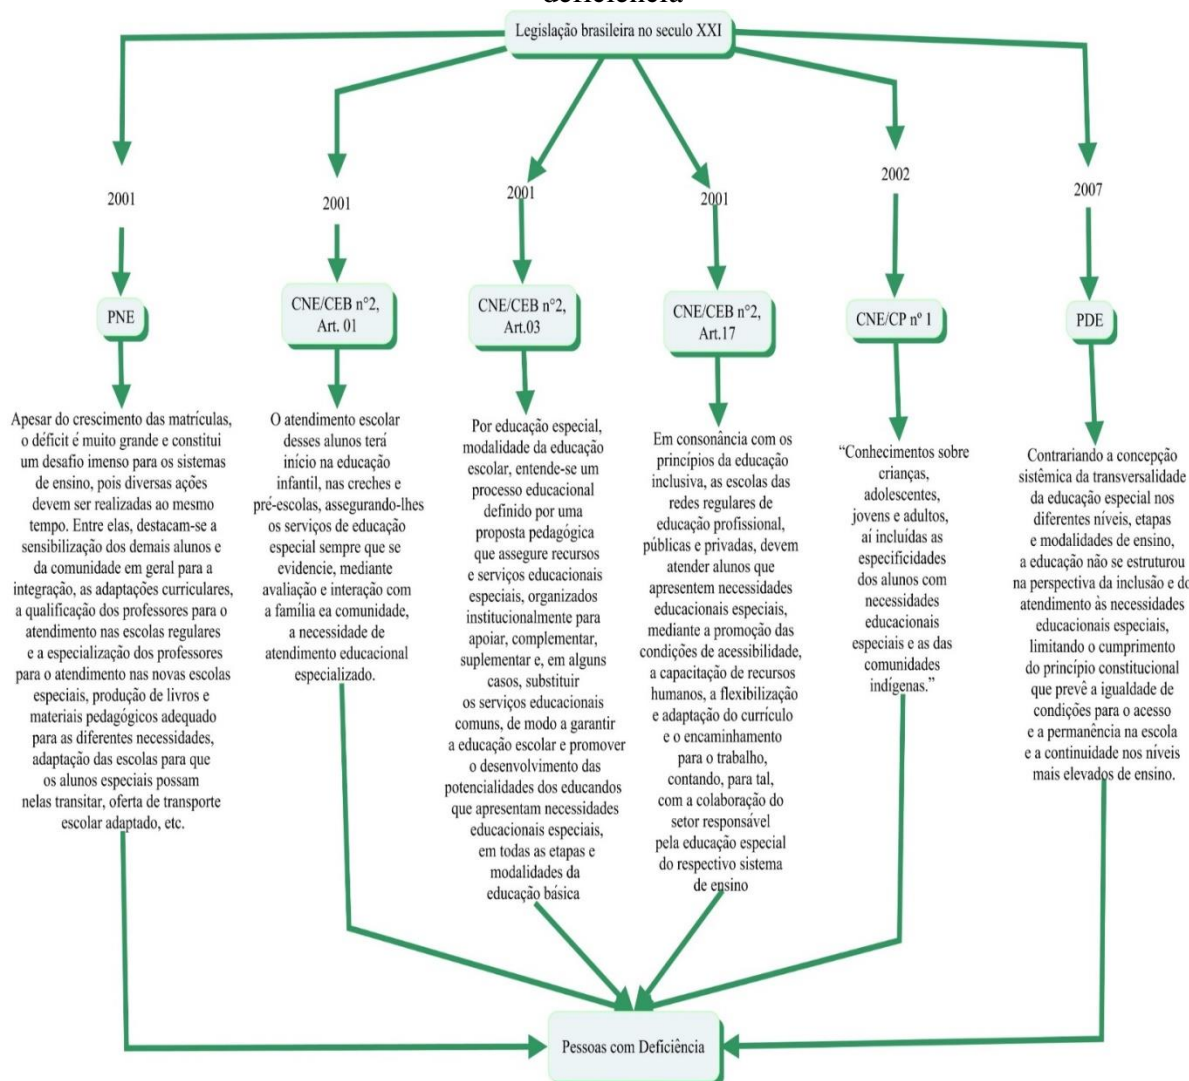 deficiência
Legislação brasileira no seculo XXI
2001
PNE
Apesar do crescimento das matrículas,
o déficit é muito grande e constitui
um desafio imenso para os sistemas
de ensino, pois diversas ações
devem ser realizadas ao mesmo
tempo. Entre elas, destacam-se a
sensibilização dos demais alunos e
da comunidade em geral para a
integração, as adaptações curriculares,
a qualificação dos professores para o
atendimento nas escolas regulares
e a especialização dos professores
para o atendimento nas novas escolas
especiais, produção de livros e
materiais pedagógicos adequado
para as diferentes necessidades,
adaptação das escolas para que
os alunos especiais possam
nelas transitar, oferta de transporte
escolar adaptado, etc.
2001
CNE/CEB n°2,
Art. 01
O atendimento escolar
desses alunos terá
início na educação
infantil, nas creches e
pré-escolas, assegurando-lhes
os serviços de educação
especial sempre que se
evidencie, mediante
avaliação e interação com
a família ea comunidade,
a necessidade de
atendimento educacional
especializado.
2001
CNE/CEB n°2,
Art.03
Por educação especial,
modalidade da educação
escolar, entende-se um
processo educacional
definido por uma
proposta pedagógica
que assegure recursos
e serviços educacionais
especiais, organizados
institucionalmente para
apoiar, complementar,
suplementar e, em alguns
casos, substituir
os serviços educacionais
comuns, de modo a garantir
a educação escolar e promover
o desenvolvimento das
potencialidades dos educandos
que apresentam necessidades
educacionais especiais,
em todas as etapas e
modalidades da
educação básica
2001
CNE/CEB n°2,
Art.17
Em consonância com os
princípios da educação
inclusiva, as escolas das
redes regulares de
educação profissional,
públicas e privadas, devem
atender alunos que
apresentem necessidades
educacionais especiais,
mediante a promoção das
condições de acessibilidade,
a capacitação de recursos
humanos, a flexibilização
e adaptação do currículo
e o encaminhamento
para o trabalho,
contando, para tal,
com a colaboração do
setor responsável
pela educação especial
do respectivo sistema
de ensino
2002
CNE/CP nº 1
“Conhecimentos sobre
crianças,
adolescentes,
jovens e adultos,
aí incluídas as
especificidades
dos alunos com
necessidades
educacionais
especiais e as das
comunidades
indígenas.”
2007
PDE
Contrariando a concepção
sistêmica da transversalidade
da educação especial nos
diferentes níveis, etapas
e modalidades de ensino,
a educação não se estruturou
na perspectiva da inclusão e do
atendimento às necessidades
educacionais especiais,
limitando o cumprimento
do princípio constitucional
que prevê a igualdade de
condições para o acesso
e a permanência na escola
e a continuidade nos níveis
mais elevados de ensino.
Pessoas com Deficiência